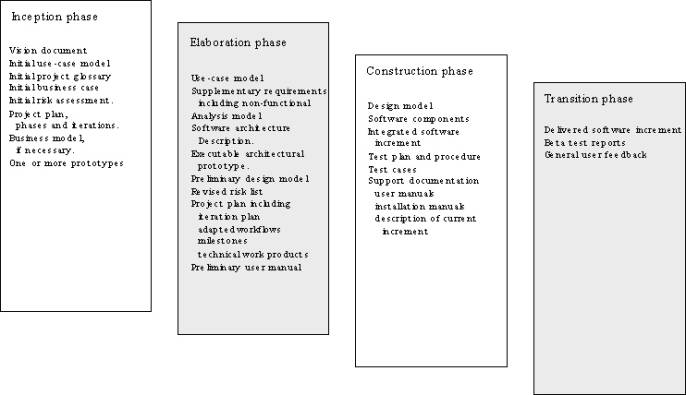 Inception phase
Vision document
Initial use-case model
Initial project glossary
Initial business case
Initial risk assessment.
Project plan,
phases and iterations.
Business model,
if necessary.
One or more prototypes
Elaboration phase
Use-case model
Supplementary requirements
including non-functional
Analysis model
Software architecture
Description.
Executable architectural
prototype.
Preliminary design model
Revised risk list
Project plan including
iteration plan
adapted workflows
milestones
technical work products
Preliminary user manual
Construction phase
Design model
Software components
Integrated software
increment
Test plan and procedure
Test cases
Support documentation
user manuals
installation manuals
description of current
increment
Transition phase
Delivered software increment
Beta test reports
General user feedback